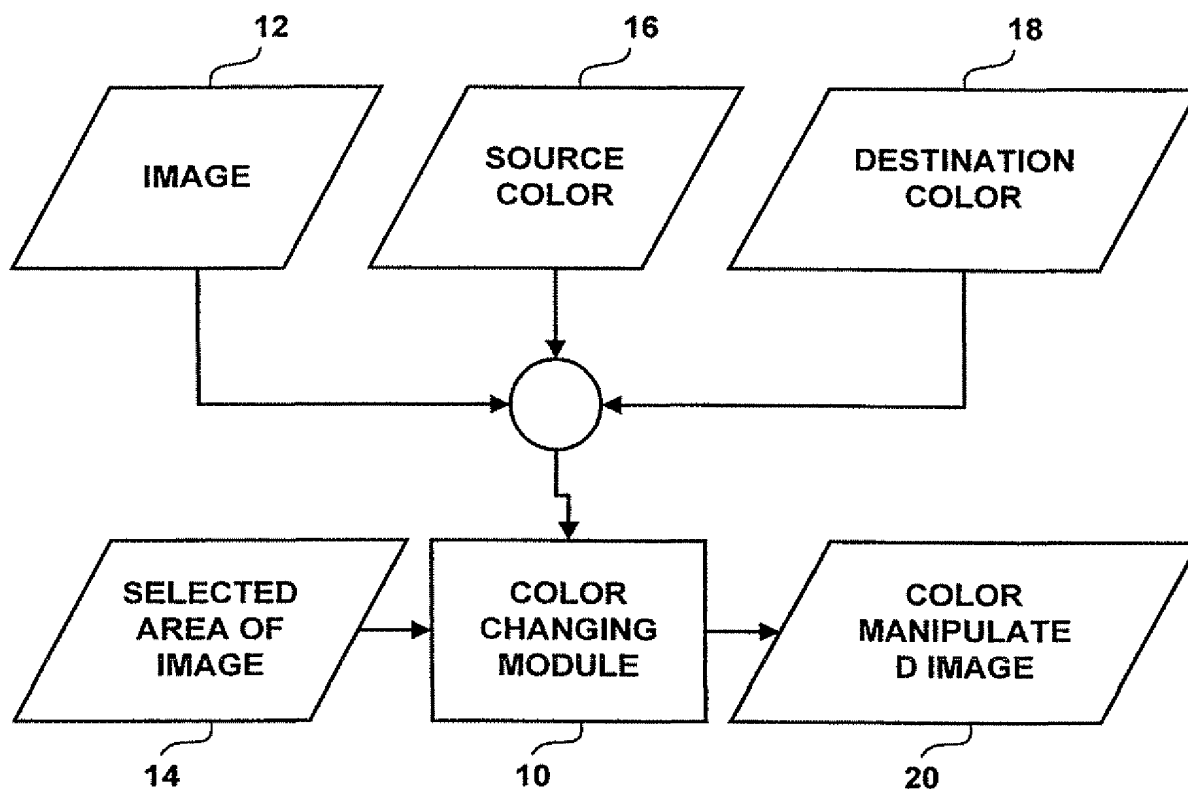 12
16
18
IMAGE
SOURCE
COLOR
DESTINATION
COLOR
SELECTED
AREA OF
IMAGE
COLOR
CHANGING
MODULE
COLOR
MANIPULATE
D IMAGE
14
10
20